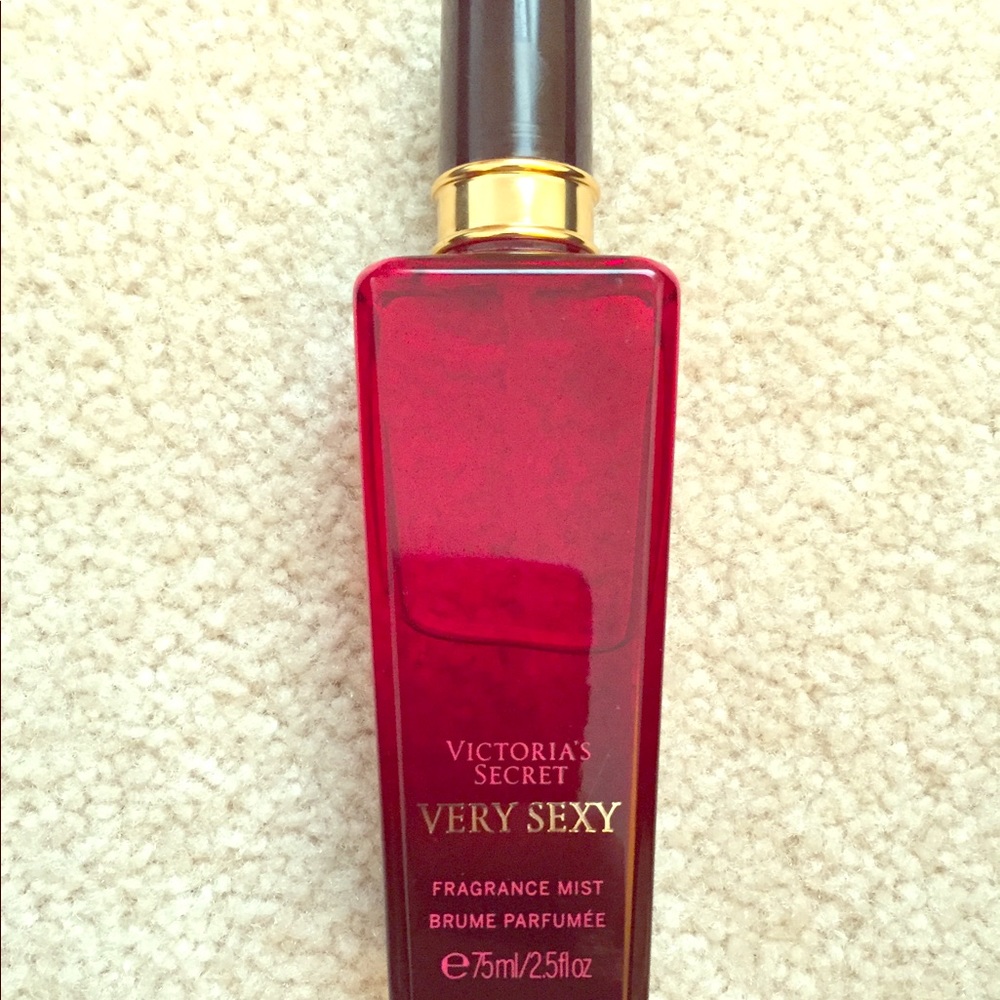 VICTORIA'S
SECRET
VERY SEXY
FRAGRANCE MIST
BRUME PARFUMÉE
℮75ml/2.5fl oz